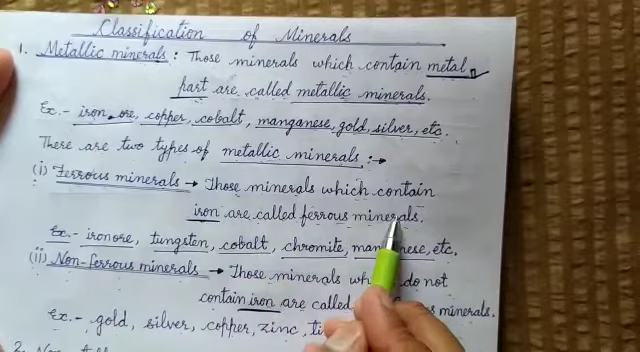 Classification of Minerals
1. Metallic minerals : Those minerals which contain metal
part are called metallic minerals.
Ex.- iron ore, copper, cobalt, manganese, gold, silver, etc.
There are two types of metallic minerals :→
(i) Ferrous minerals → Those minerals which contain
iron are called ferrous minerals.
Ex.- iron ore, tungsten, cobalt, chromite, etc.
(ii) Non-ferrous minerals → Those minerals do not
contain iron are called minerals.
Ex.- gold, silver, copper, zinc,